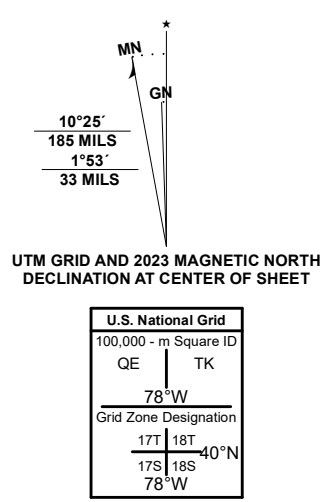 ★
MN
GN
10°25´
185 MILS
1°53´
33 MILS
UTM GRID AND 2023 MAGNETIC NORTH
DECLINATION AT CENTER OF SHEET
U.S. National Grid
100,000 - m Square ID
QE TK
78°W
Grid Zone Designation
17T 18T
40°N
17S 18S
78°W